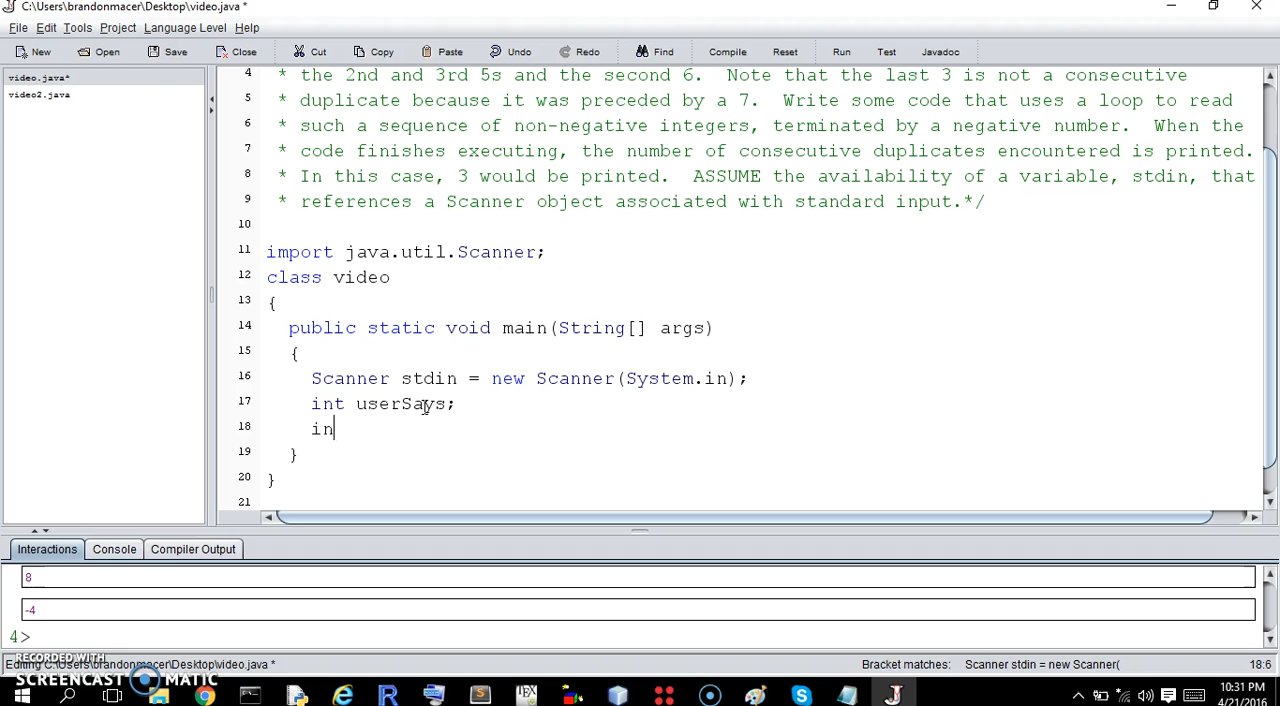 C:\Users\brandonmacer\Desktop\video.java *
File Edit Tools Project Language Level Help
New Open Save Close Cut Copy Paste Undo Redo Find Compile Reset Run Test Javadoc
video.java*
video2.java
4 * the 2nd and 3rd 5s and the second 6.  Note that the last 3 is not a consecutive
5 * duplicate because it was preceded by a 7.  Write some code that uses a loop to read
6 * such a sequence of non-negative integers, terminated by a negative number.  When the
7 * code finishes executing, the number of consecutive duplicates encountered is printed.
8 * In this case, 3 would be printed.  ASSUME the availability of a variable, stdin, that
9 * references a Scanner object associated with standard input.*/
10
11 import java.util.Scanner;
12 class video
13 {
14 public static void main(String[] args)
15 {
16 Scanner stdin = new Scanner(System.in);
17 int userSays;
18 in
19 }
20 }
21
Interactions Console Compiler Output
8
-4
4>
Editing C:\Users\brandonmacer\Desktop\video.java * Bracket matches: Scanner stdin = new Scanner( 18:6
RECORDED WITH
SCREENCAST MATIC
10:31 PM
4/21/2016